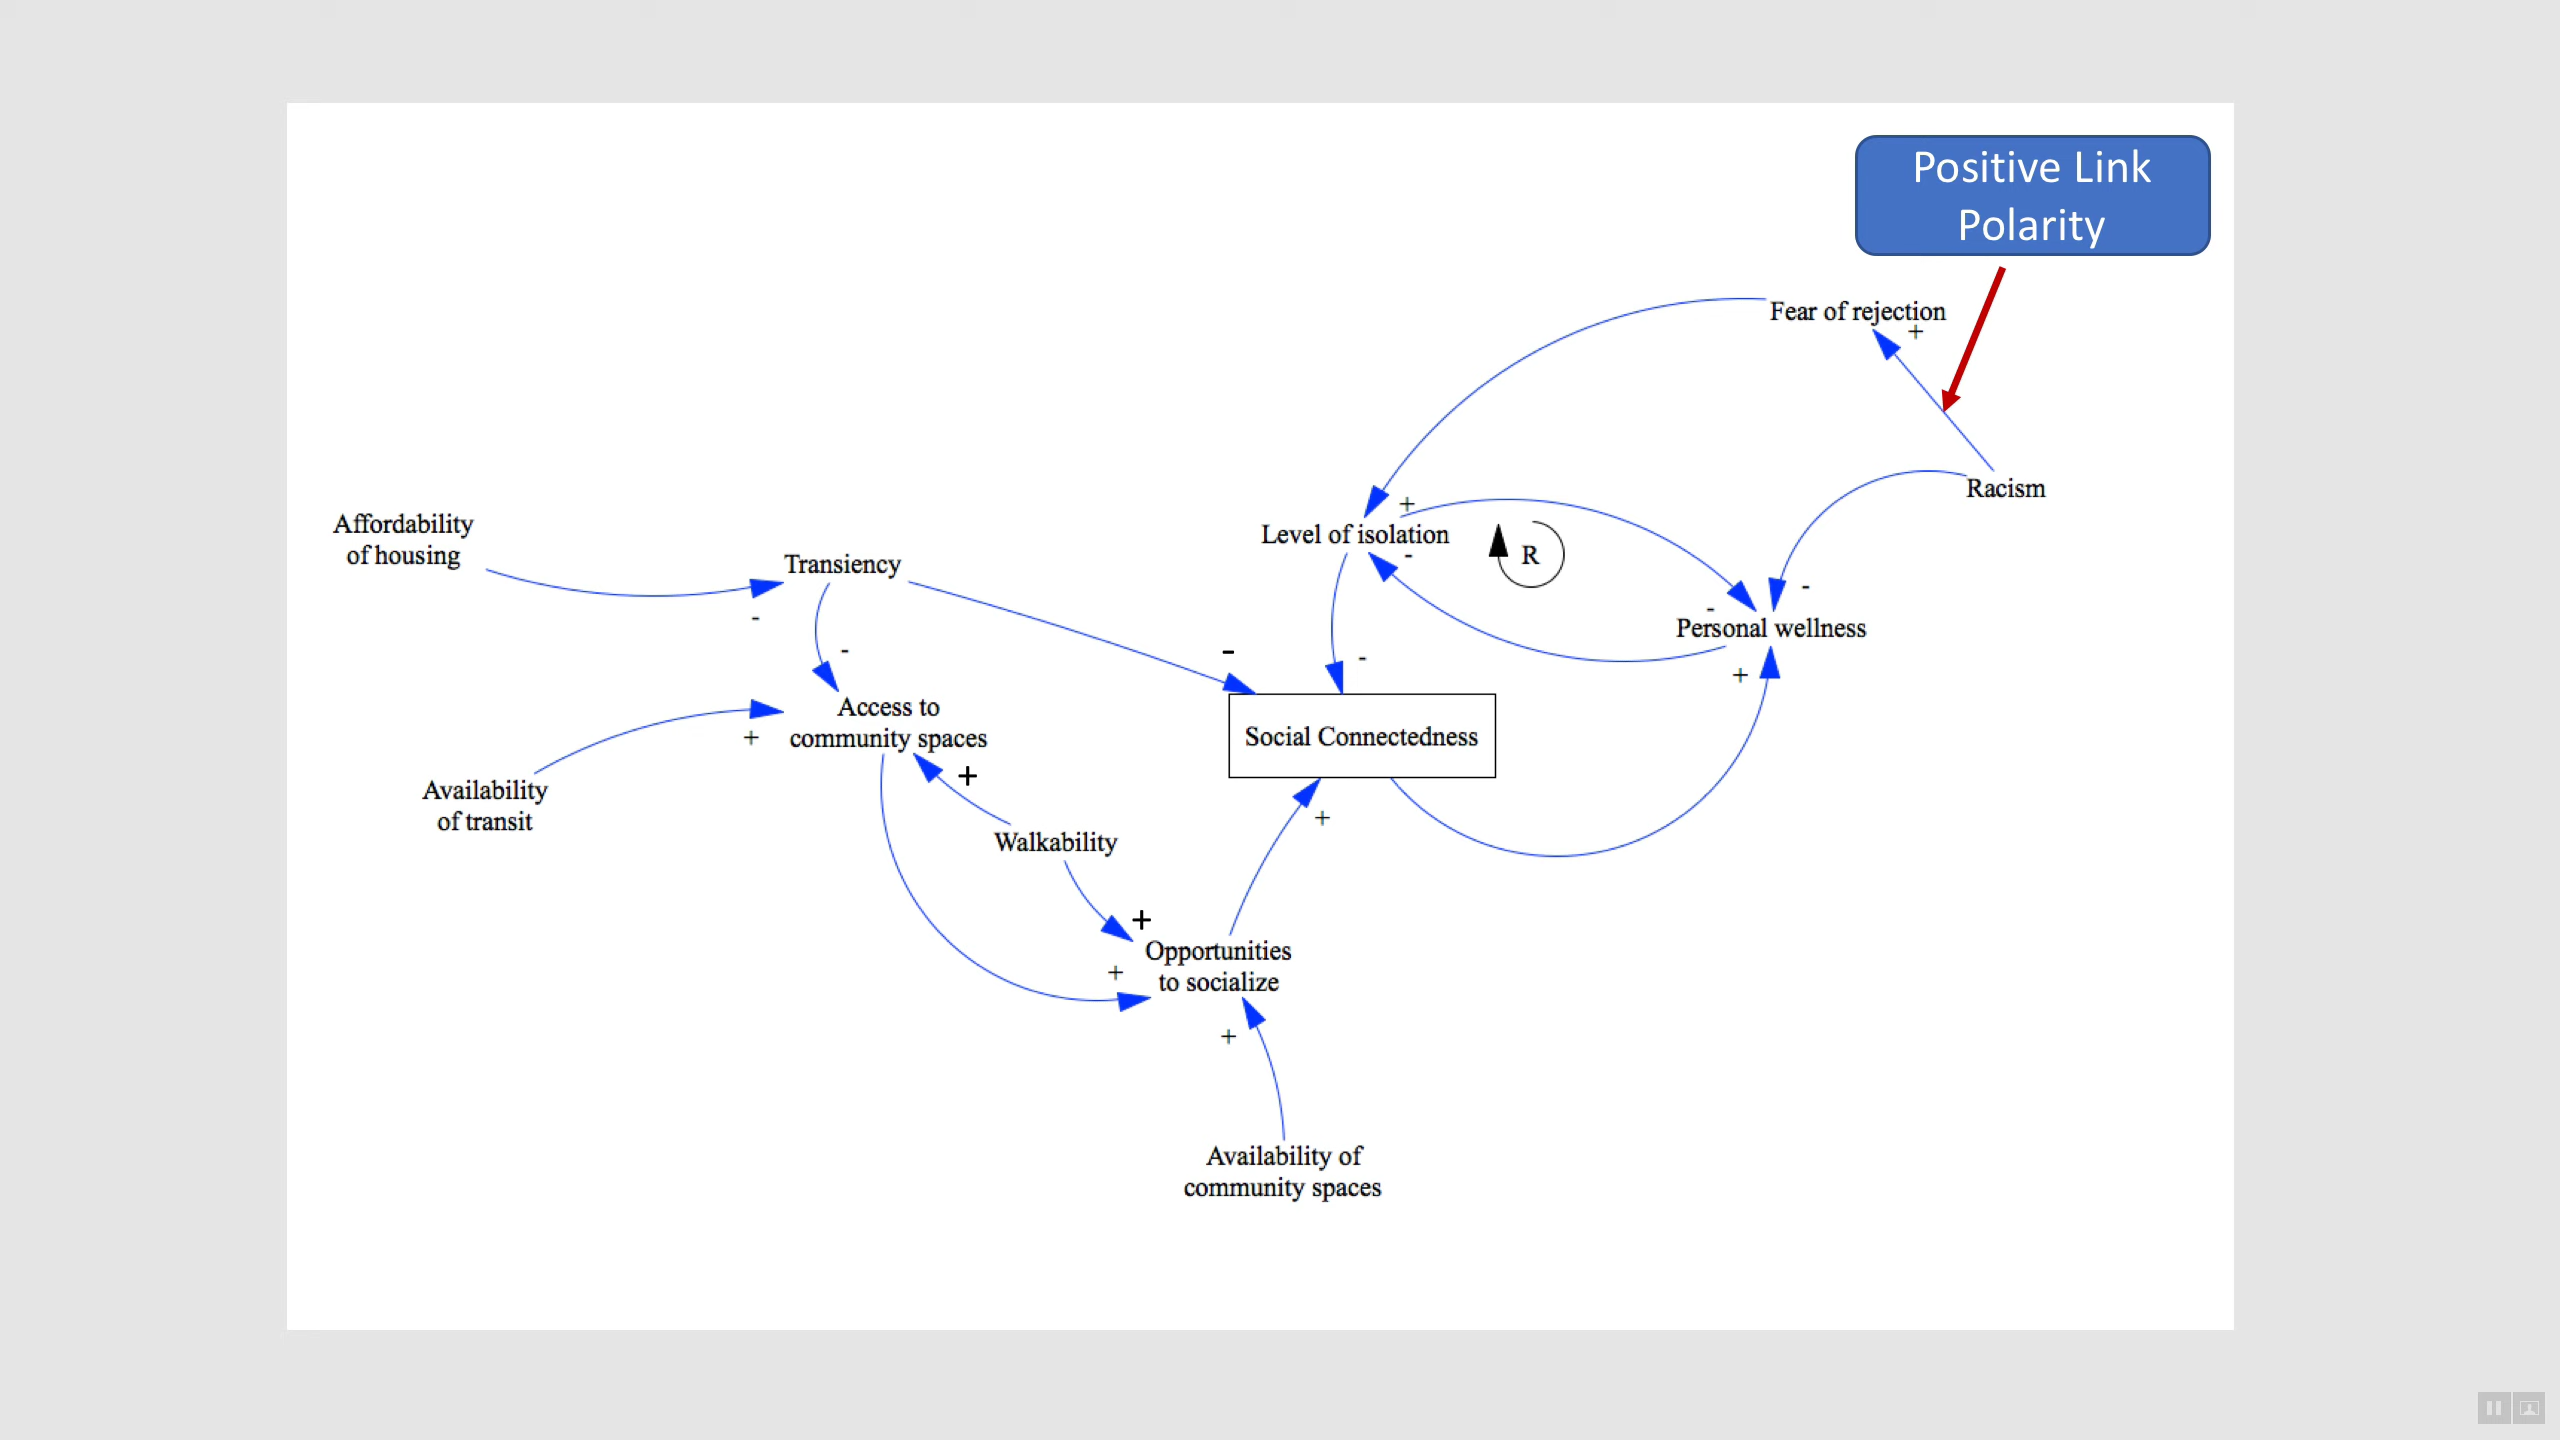 Positive Link
Polarity
Fear of rejection
+
Racism
+
Level of isolation
-
R
-
-
Personal wellness
+
Affordability
of housing
-
Transiency
-
-
-
Access to
community spaces
+
+
Availability
of transit
Social Connectedness
+
Walkability
+
+
Opportunities
to socialize
+
Availability of
community spaces